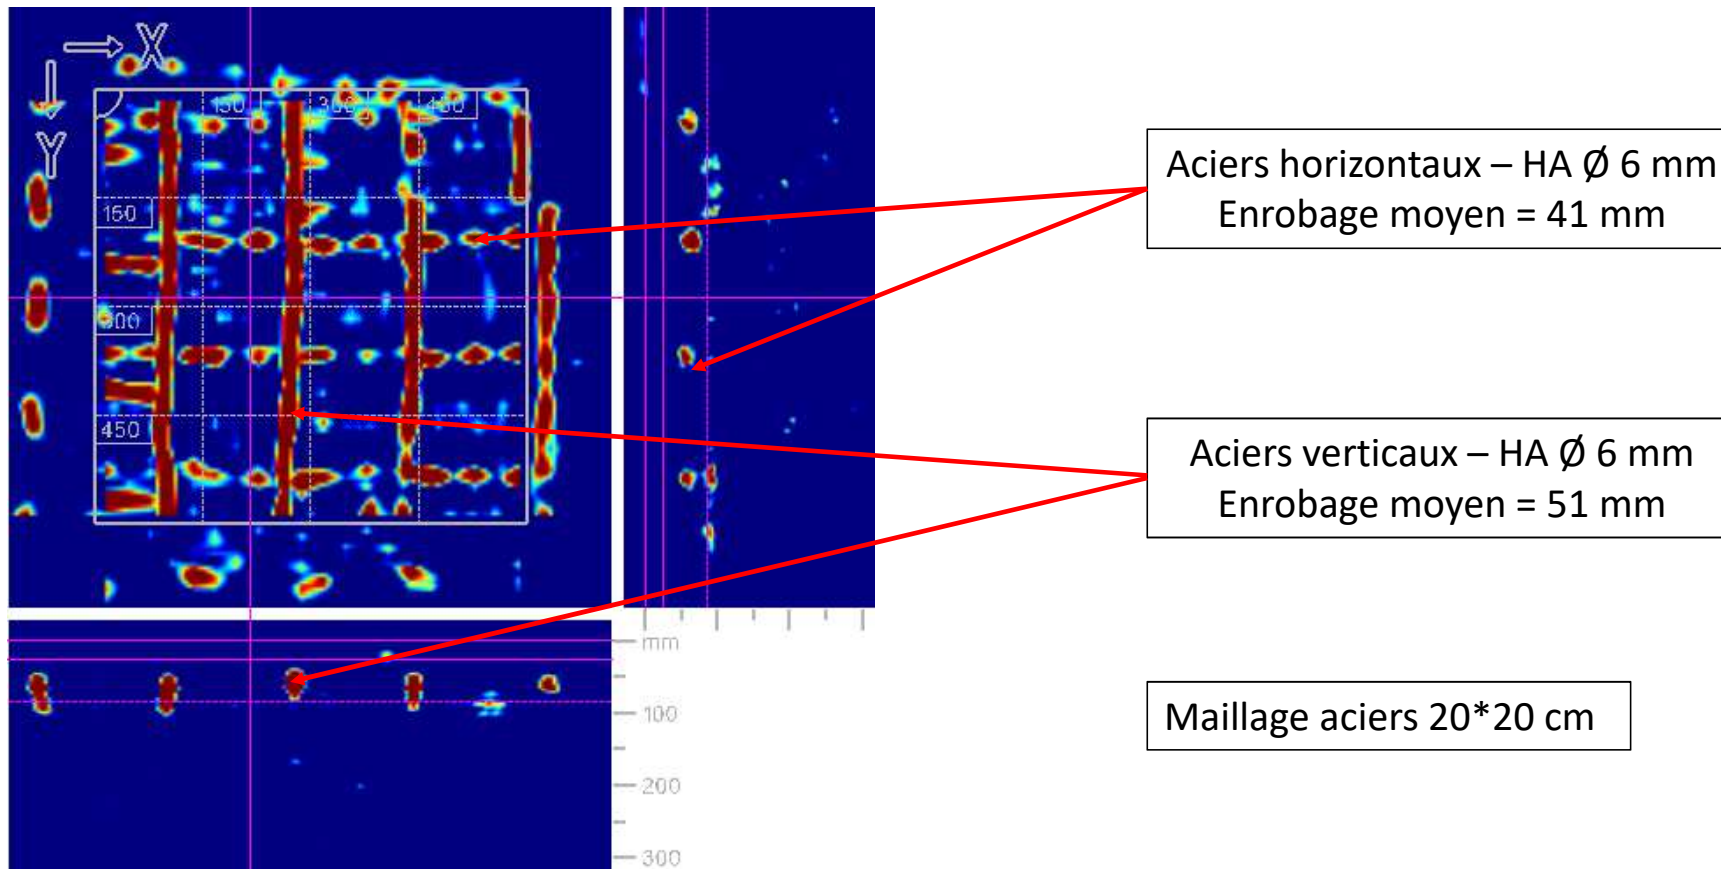 X
Y
150
300
450
150
300
450
mm
100
200
300
Aciers horizontaux – HA Ø 6 mm
Enrobage moyen = 41 mm
Aciers verticaux – HA Ø 6 mm
Enrobage moyen = 51 mm
Maillage aciers 20*20 cm